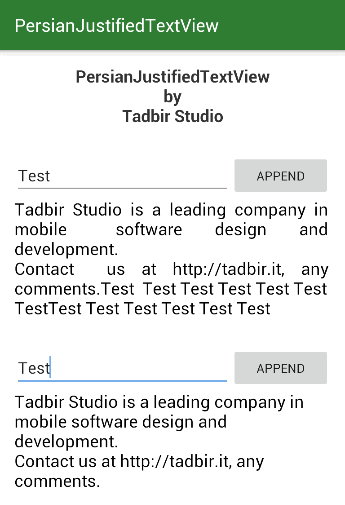 PersianJustifiedTextView
PersianJustifiedTextView
by
Tadbir Studio
Test
APPEND
Tadbir Studio is a leading company in
mobile software design and
development.
Contact us at http://tadbir.it, any
comments.Test Test Test Test Test Test
TestTest Test Test Test Test Test
Test
APPEND
Tadbir Studio is a leading company in
mobile software design and
development.
Contact us at http://tadbir.it, any
comments.